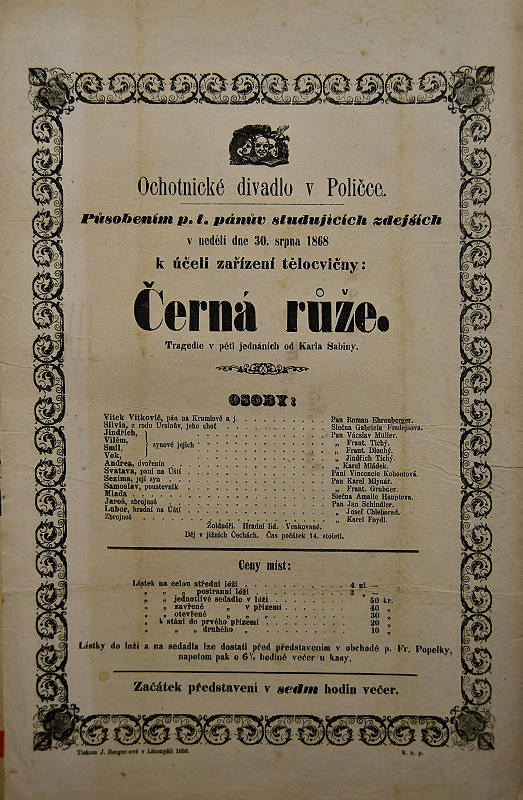 Ochotnické divadlo v Poličce.
Působením p. t. pánův studujících zdejších
v neděli dne 30. srpna 1868
k účeli zařízení tělocvičny:
Černá růže.
Tragedie v pěti jednáních od Karla Sabiny.
OSOBY:
Vítek Vítkovic, pán na Krumlově a j. Pan Roman Ehrenberger.
Silvia, z rodu Ursinův, jeho choť Slečna Gabriela Findejsova.
Jindřich, Pan Václav Müller.
Vilém, „ Frant. Tichý.
Smil, synové jejich „ Frant. Dlouhý.
Vok, „ Jindřich Tichý.
Andrea, dvořenín „ Karel Mládek.
Svatava, paní na Ústí Paní Vincencie Kohoutová.
Sezima, její syn Pan Karel Mlynář.
Samoslav, poustevník „ Frant. Grubner.
Mlada Slečna Amalie Hauptova.
Jaroš, zbrojnoš Pan Jan Schindler.
Lubor, hradní na Ústí „ Josef Chleborad.
Zbrojnoš „ Karel Foydl.
Žoldnéři. Hradní lid. Venkované.
Děj v jižních Čechách. Čas počátek 14. století.
Ceny míst:
Lístek na celou střední lóži 4 zl. —
„ „ „ postranní lóži 3 „
„ „ jednotlivé sedadlo v lóži 50 kr.
„ „ zavřené „ v přízemí 40 „
„ „ otevřené „ „ 30 „
„ k stání do prvého přízemí 20 „
„ „ „ druhého „ 10 „
Lístky do loží a na sedadla lze dostati před představením v obchodě p. Fr. Popelky,
napotom pak o 6½ hodině večer u kasy.
Začátek představení v sedm hodin večer.
Tiskem J. Berger-ové v Litomyšli 1868.
k. n. p.